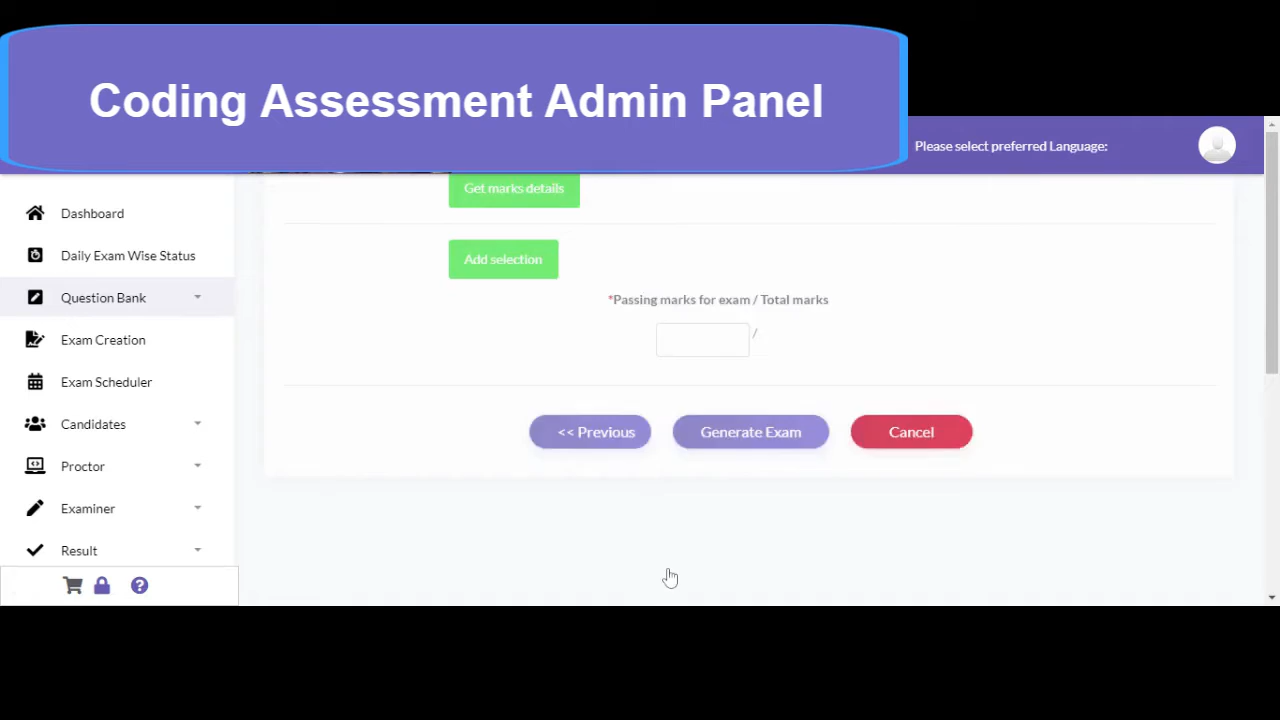 Coding Assessment Admin Panel
Please select preferred Language:
Dashboard
Daily Exam Wise Status
Question Bank
Exam Creation
Exam Scheduler
Candidates
Proctor
Examiner
Result
Get marks details
Add selection
*Passing marks for exam / Total marks
/
<< Previous
Generate Exam
Cancel